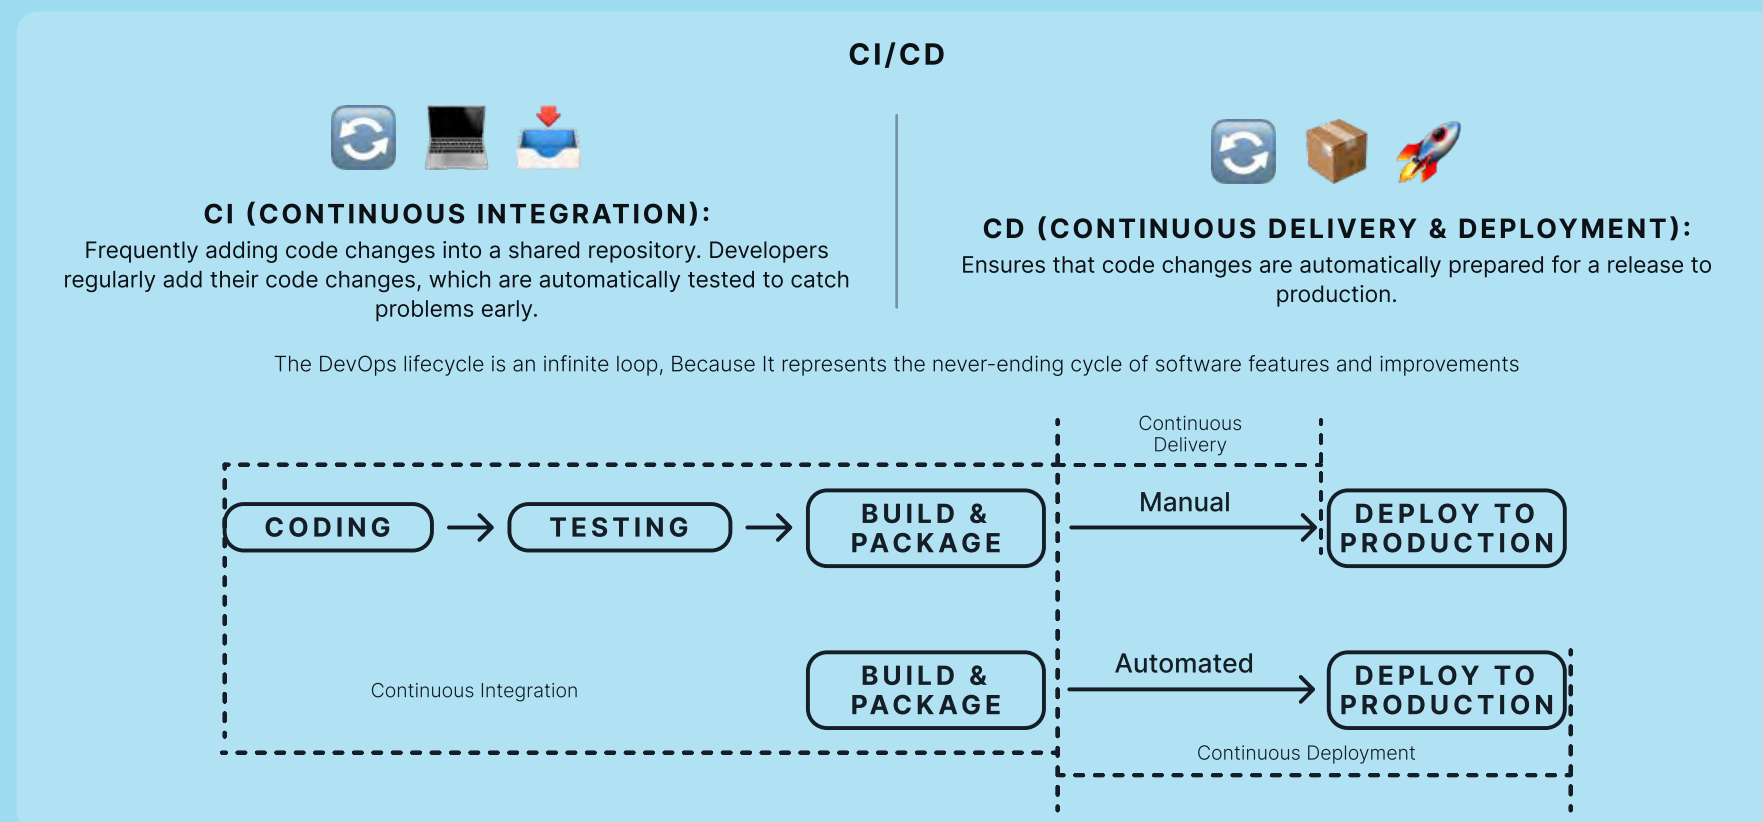 CI/CD
CI (CONTINUOUS INTEGRATION):
Frequently adding code changes into a shared repository. Developers
regularly add their code changes, which are automatically tested to catch
problems early.
CD (CONTINUOUS DELIVERY & DEPLOYMENT):
Ensures that code changes are automatically prepared for a release to
production.
The DevOps lifecycle is an infinite loop, Because It represents the never-ending cycle of software features and improvements
Continuous
Delivery
CODING
TESTING
BUILD &
PACKAGE
Manual
DEPLOY TO
PRODUCTION
Continuous Integration
BUILD &
PACKAGE
Automated
DEPLOY TO
PRODUCTION
Continuous Deployment